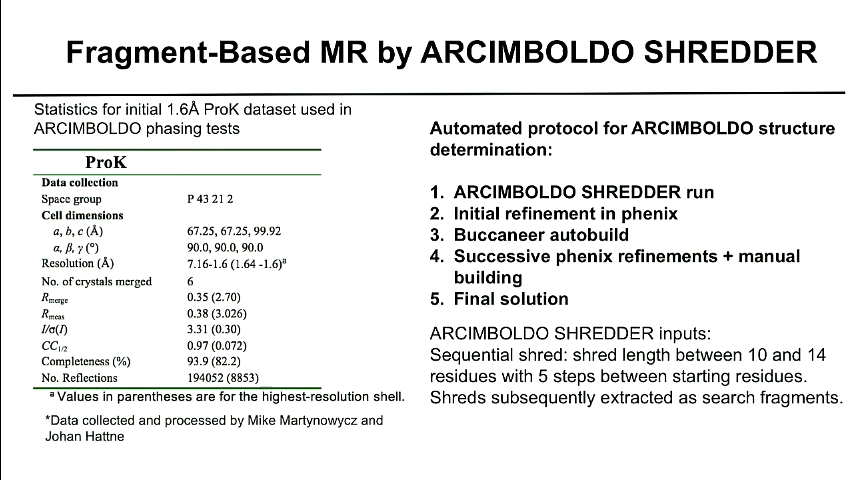 Fragment-Based MR by ARCIMBOLDO SHREDDER
Statistics for initial 1.6Å ProK dataset used in
ARCIMBOLDO phasing tests
ProK
Data collection
Space group P 43 21 2
Cell dimensions
a, b, c (Å) 67.25, 67.25, 99.92
α, β, γ (°) 90.0, 90.0, 90.0
Resolution (Å) 7.16-1.6 (1.64 -1.6)ᵃ
No. of crystals merged 6
Rmerge 0.35 (2.70)
Rmeas 0.38 (3.026)
I/σ(I) 3.31 (0.30)
CC1/2 0.97 (0.072)
Completeness (%) 93.9 (82.2)
No. Reflections 194052 (8853)
ᵃ Values in parentheses are for the highest-resolution shell.
*Data collected and processed by Mike Martynowycz and
Johan Hattne
Automated protocol for ARCIMBOLDO structure
determination:
1. ARCIMBOLDO SHREDDER run
2. Initial refinement in phenix
3. Buccaneer autobuild
4. Successive phenix refinements + manual
building
5. Final solution
ARCIMBOLDO SHREDDER inputs:
Sequential shred: shred length between 10 and 14
residues with 5 steps between starting residues.
Shreds subsequently extracted as search fragments.